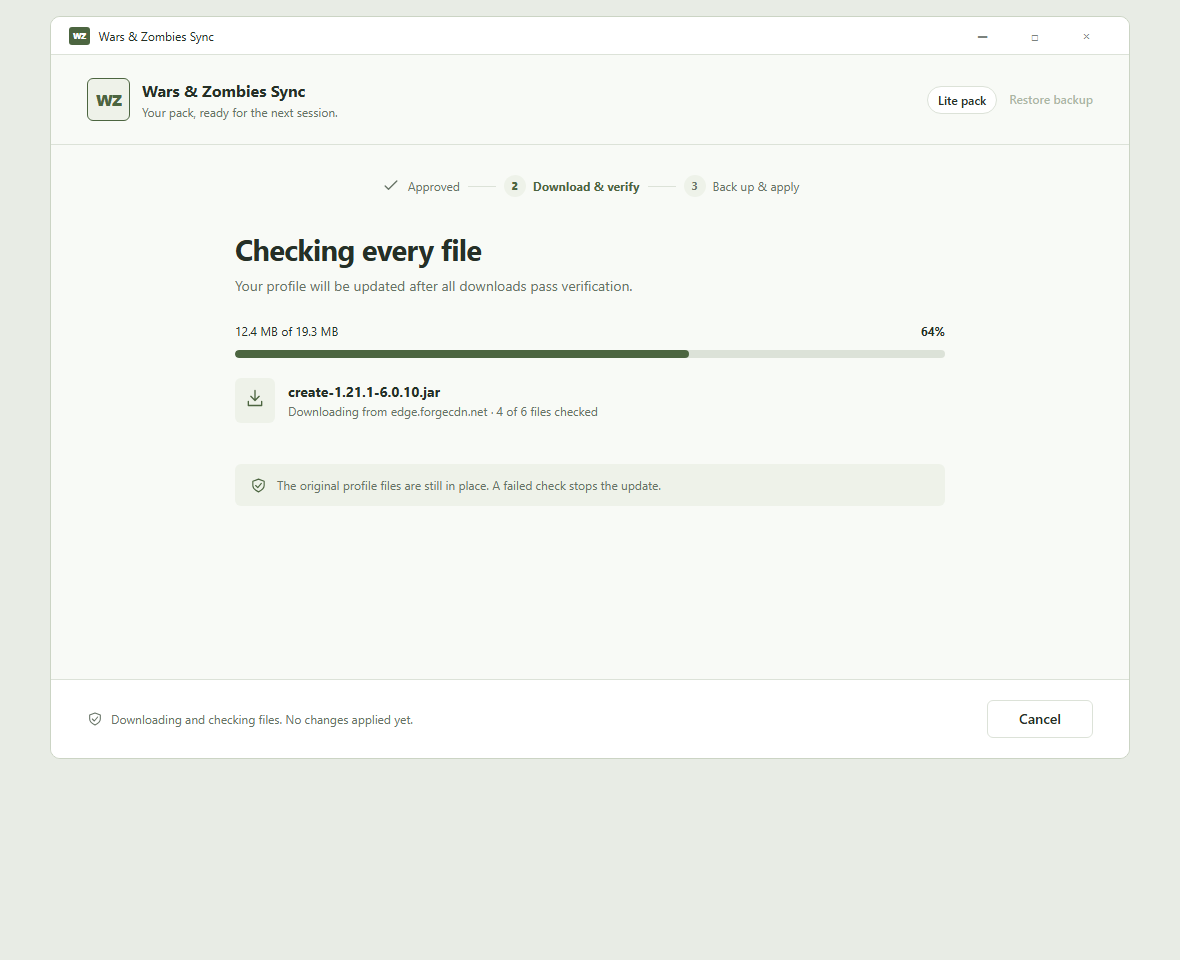 WZ Wars & Zombies Sync
WZ
Wars & Zombies Sync
Your pack, ready for the next session.
Lite pack
Restore backup
Approved
2 Download & verify
3 Back up & apply
Checking every file
Your profile will be updated after all downloads pass verification.
12.4 MB of 19.3 MB
64%
create-1.21.1-6.0.10.jar
Downloading from edge.forgecdn.net · 4 of 6 files checked
The original profile files are still in place. A failed check stops the update.
Downloading and checking files. No changes applied yet.
Cancel